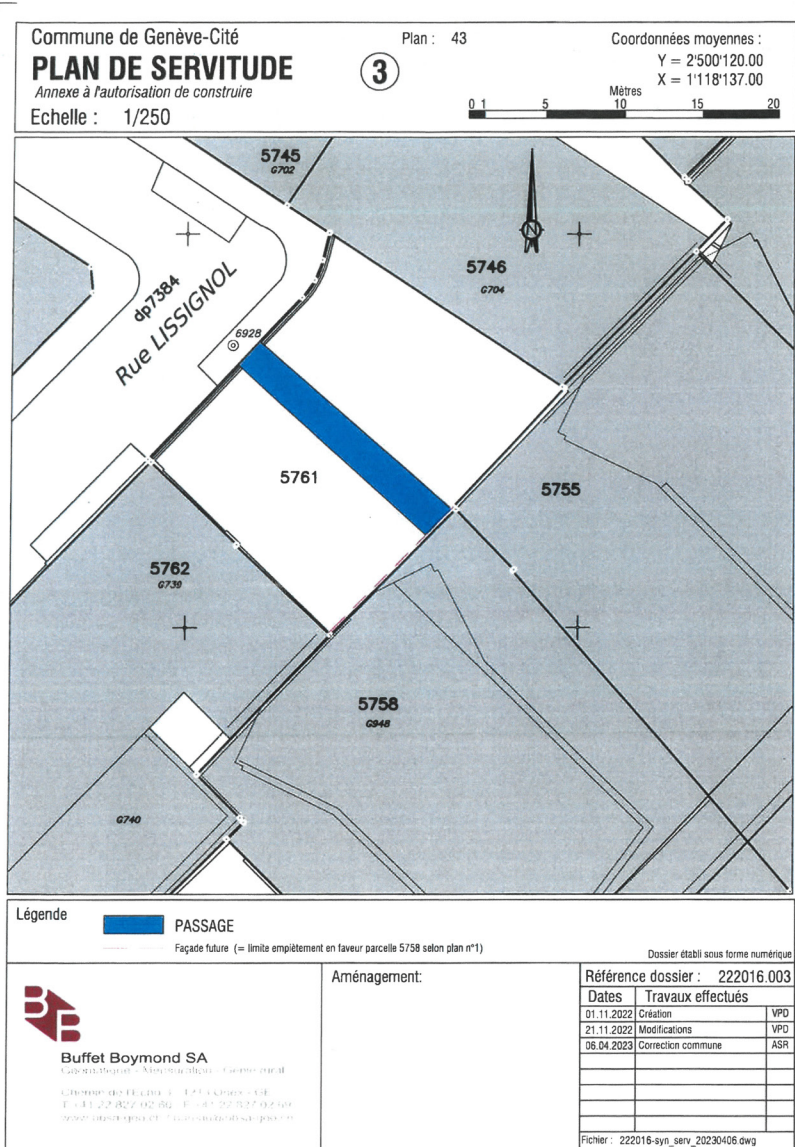 Commune de Genève-Cité
PLAN DE SERVITUDE
Annexe à l'autorisation de construire
Echelle : 1/250
Plan : 43
3
Coordonnées moyennes :
Y = 2'500'120.00
X = 1'118'137.00
Mètres
0 1 5 10 15 20
5745
G702
5746
G704
dp7384
Rue LISSIGNOL
6928
N
5761
5755
5762
G739
5758
G948
G740
Légende
PASSAGE
Façade future (= limite empiètement en faveur parcelle 5758 selon plan n°1)
Dossier établi sous forme numérique
BB
Buffet Boymond SA
Aménagement:
Référence dossier : 222016.003
Dates Travaux effectués
01.11.2022 Création VPD
21.11.2022 Modifications VPD
06.04.2023 Correction commune ASR
Fichier : 222016-syn_serv_20230406.dwg